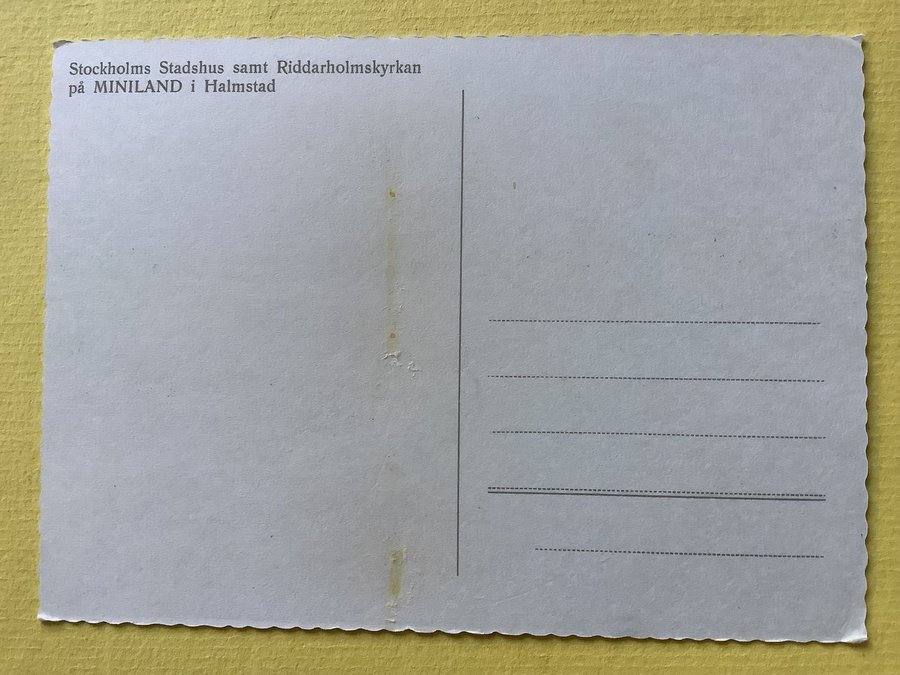 Stockholms Stadshus samt Riddarholmskyrkan
på MINILAND i Halmstad